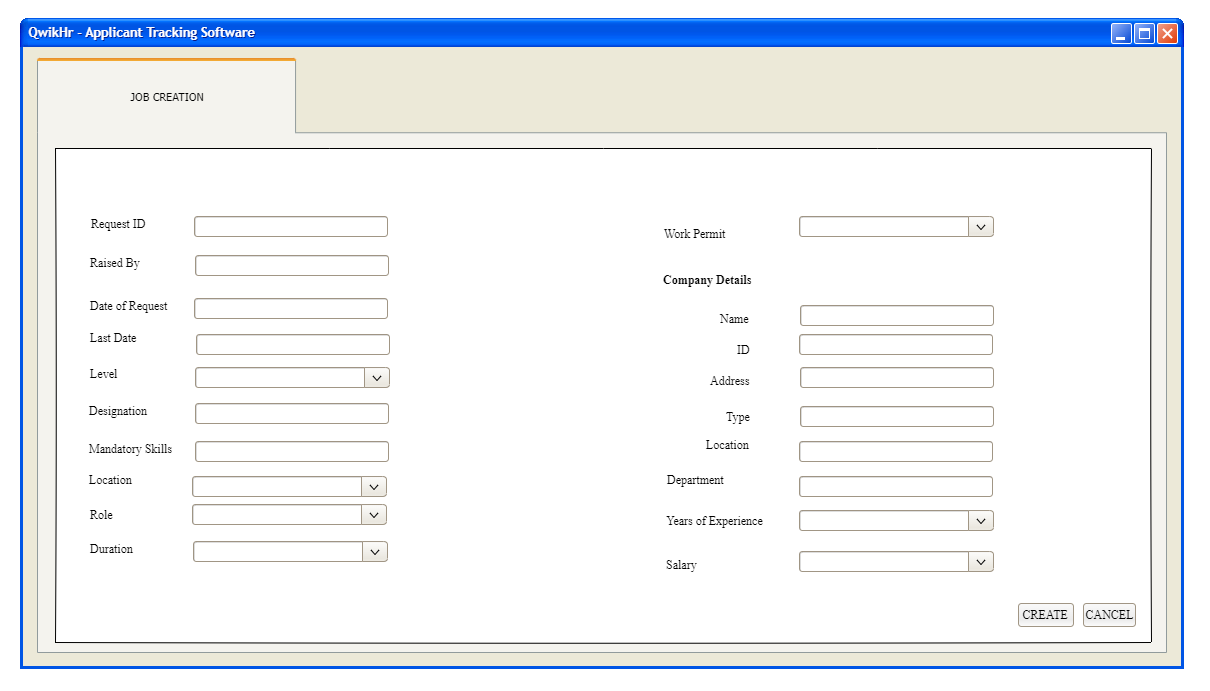 QwikHr - Applicant Tracking Software
JOB CREATION
Request ID
Raised By
Date of Request
Last Date
Level
Designation
Mandatory Skills
Location
Role
Duration
Work Permit
Company Details
Name
ID
Address
Type
Location
Department
Years of Experience
Salary
CREATE CANCEL